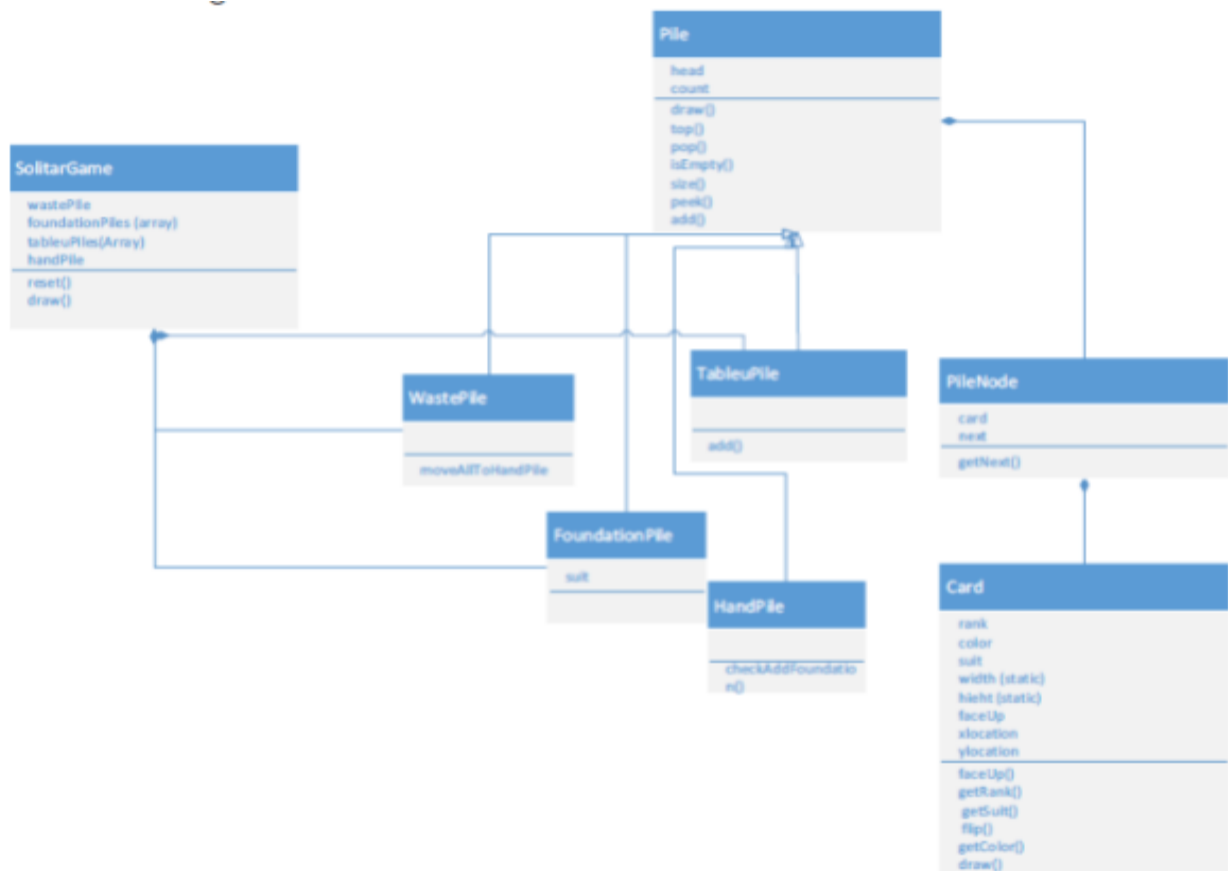 Pile
head
count
draw()
top()
pop()
isEmpty()
size()
peek()
add()
SolitarGame
wastePile
foundationPiles (array)
tableuPiles(Array)
handPile
reset()
draw()
WastePile
moveAllToHandPile
TableuPile
add()
PileNode
card
next
getNext()
FoundationPile
suit
HandPile
checkAddFoundatio
n()
Card
rank
color
suit
width (static)
hieht (static)
faceUp
xlocation
ylocation
faceUp()
getRank()
getSuit()
flip()
getColor()
draw()